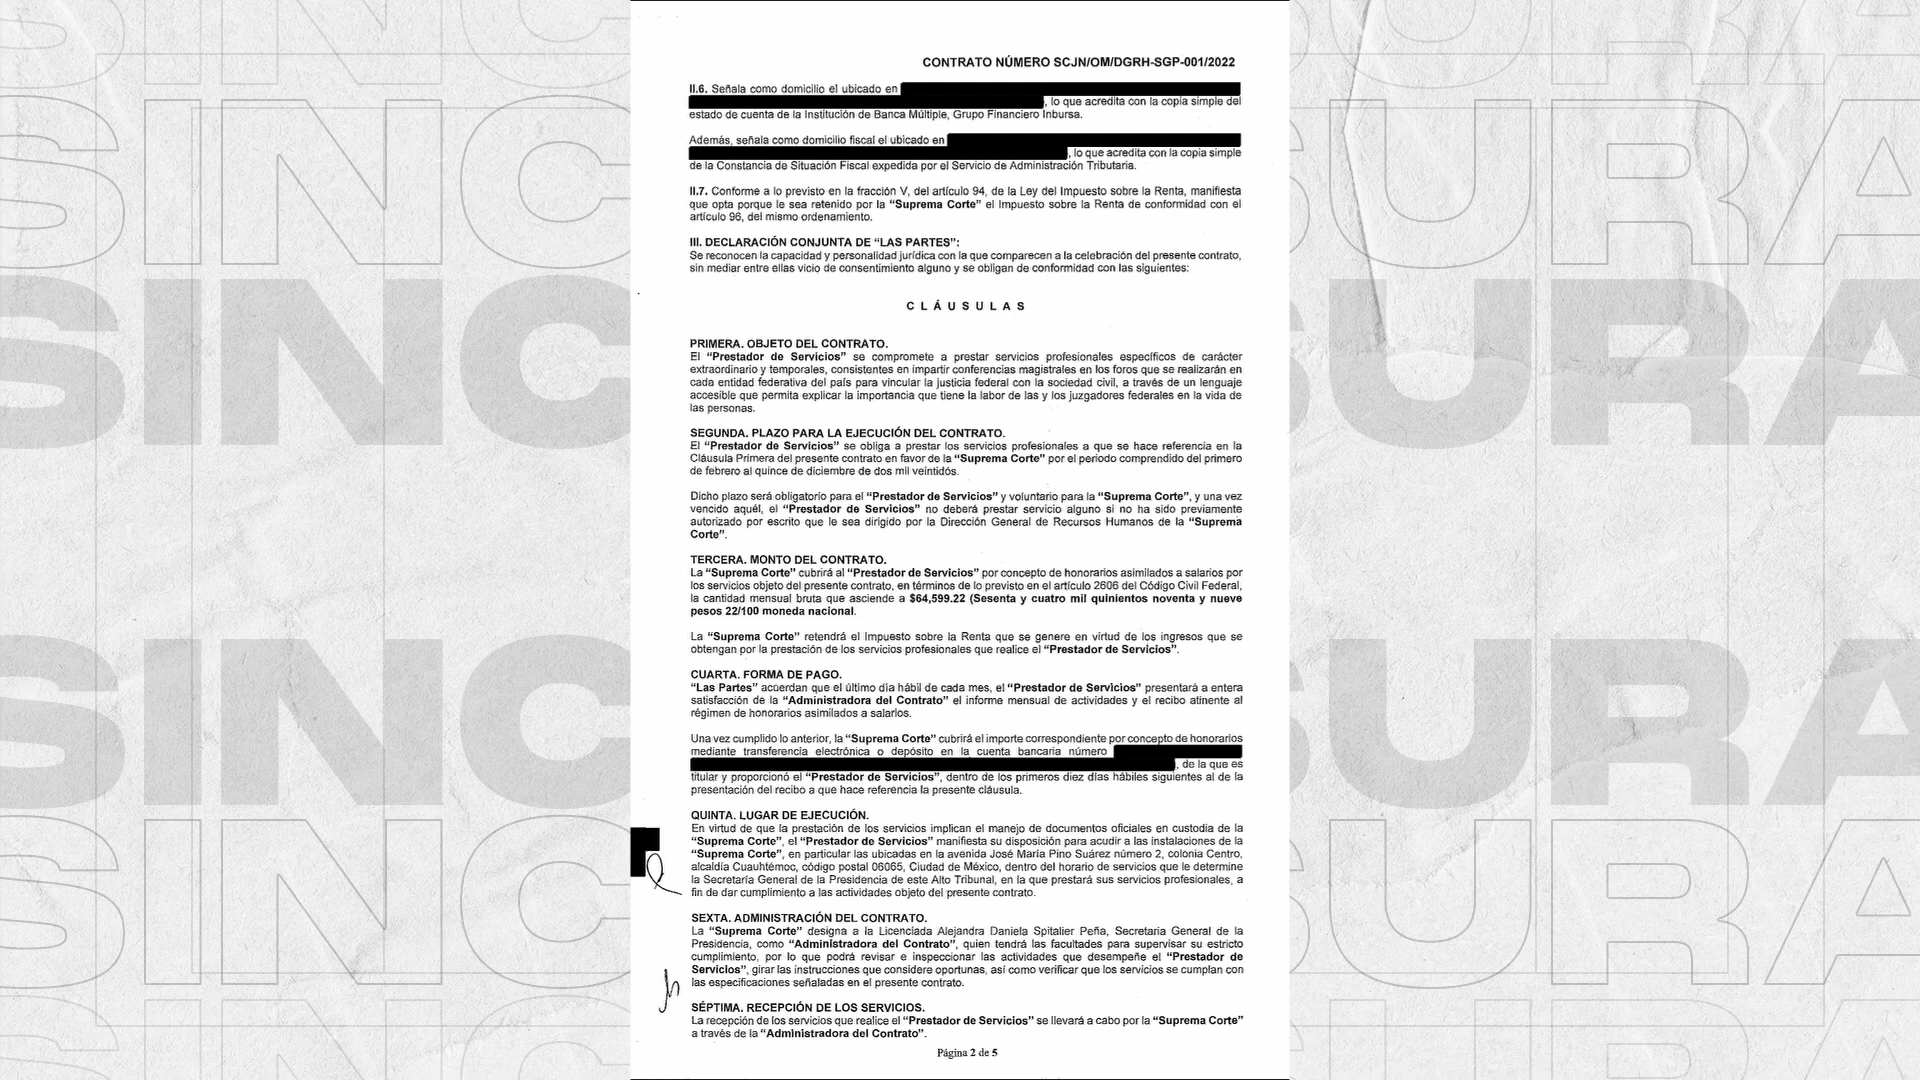 CONTRATO NÚMERO SCJN/OM/DGRH-SGP-001/2022
II.6. Señala como domicilio el ubicado en
, lo que acredita con la copia simple del
estado de cuenta de la Institución de Banca Múltiple, Grupo Financiero Inbursa.
Además, señala como domicilio fiscal el ubicado en
, lo que acredita con la copia simple
de la Constancia de Situación Fiscal expedida por el Servicio de Administración Tributaria.
II.7. Conforme a lo previsto en la fracción V, del artículo 94, de la Ley del Impuesto sobre la Renta, manifiesta
que opta porque le sea retenido por la “Suprema Corte” el Impuesto sobre la Renta de conformidad con el
artículo 96, del mismo ordenamiento.
III. DECLARACIÓN CONJUNTA DE “LAS PARTES”:
Se reconocen la capacidad y personalidad jurídica con la que comparecen a la celebración del presente contrato,
sin mediar entre ellas vicio de consentimiento alguno y se obligan de conformidad con las siguientes:
C L Á U S U L A S
PRIMERA. OBJETO DEL CONTRATO.
El “Prestador de Servicios” se compromete a prestar servicios profesionales específicos de carácter
extraordinario y temporales, consistentes en impartir conferencias magistrales en los foros que se realizarán en
cada entidad federativa del país para vincular la justicia federal con la sociedad civil, a través de un lenguaje
accesible que permita explicar la importancia que tiene la labor de las y los juzgadores federales en la vida de
las personas.
SEGUNDA. PLAZO PARA LA EJECUCIÓN DEL CONTRATO.
El “Prestador de Servicios” se obliga a prestar los servicios profesionales a que se hace referencia en la
Cláusula Primera del presente contrato en favor de la “Suprema Corte” por el periodo comprendido del primero
de febrero al quince de diciembre de dos mil veintidós.
Dicho plazo será obligatorio para el “Prestador de Servicios” y voluntario para la “Suprema Corte”, y una vez
vencido aquél, el “Prestador de Servicios” no deberá prestar servicio alguno si no ha sido previamente
autorizado por escrito que le sea dirigido por la Dirección General de Recursos Humanos de la “Suprema
Corte”.
TERCERA. MONTO DEL CONTRATO.
La “Suprema Corte” cubrirá al “Prestador de Servicios” por concepto de honorarios asimilados a salarios por
los servicios objeto del presente contrato, en términos de lo previsto en el artículo 2606 del Código Civil Federal,
la cantidad mensual bruta que asciende a $64,599.22 (Sesenta y cuatro mil quinientos noventa y nueve
pesos 22/100 moneda nacional.
La “Suprema Corte” retendrá el Impuesto sobre la Renta que se genere en virtud de los ingresos que se
obtengan por la prestación de los servicios profesionales que realice el “Prestador de Servicios”.
CUARTA. FORMA DE PAGO.
“Las Partes” acuerdan que el último día hábil de cada mes, el “Prestador de Servicios” presentará a entera
satisfacción de la “Administradora del Contrato” el informe mensual de actividades y el recibo atinente al
régimen de honorarios asimilados a salarios.
Una vez cumplido lo anterior, la “Suprema Corte” cubrirá el importe correspondiente por concepto de honorarios
mediante transferencia electrónica o depósito en la cuenta bancaria número
, de la que es
titular y proporcionó el “Prestador de Servicios”, dentro de los primeros diez días hábiles siguientes al de la
presentación del recibo a que hace referencia la presente cláusula.
QUINTA. LUGAR DE EJECUCIÓN.
En virtud de que la prestación de los servicios implican el manejo de documentos oficiales en custodia de la
“Suprema Corte”, el “Prestador de Servicios” manifiesta su disposición para acudir a las instalaciones de la
“Suprema Corte”, en particular las ubicadas en la avenida José María Pino Suárez número 2, colonia Centro,
alcaldía Cuauhtémoc, código postal 06065, Ciudad de México, dentro del horario de servicios que le determine
la Secretaría General de la Presidencia de este Alto Tribunal, en la que prestará sus servicios profesionales, a
fin de dar cumplimiento a las actividades objeto del presente contrato.
SEXTA. ADMINISTRACIÓN DEL CONTRATO.
La “Suprema Corte” designa a la Licenciada Alejandra Daniela Spitalier Peña, Secretaria General de la
Presidencia, como “Administradora del Contrato”, quien tendrá las facultades para supervisar su estricto
cumplimiento, por lo que podrá revisar e inspeccionar las actividades que desempeñe el “Prestador de
Servicios”, girar las instrucciones que considere oportunas, así como verificar que los servicios se cumplan con
las especificaciones señaladas en el presente contrato.
SÉPTIMA. RECEPCIÓN DE LOS SERVICIOS.
La recepción de los servicios que realice el “Prestador de Servicios” se llevará a cabo por la “Suprema Corte”
a través de la “Administradora del Contrato”.
Página 2 de 5